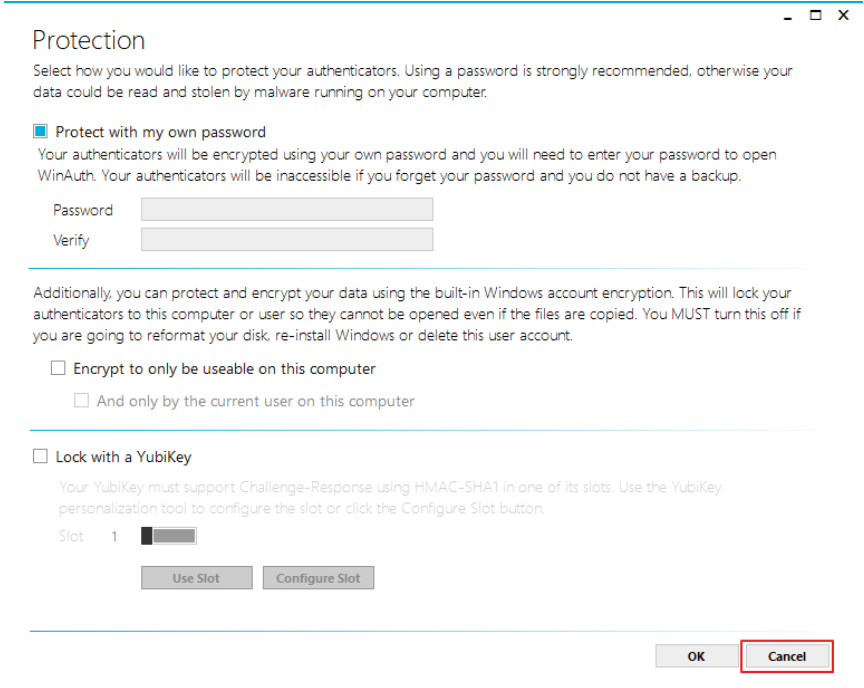 Protection
Select how you would like to protect your authenticators. Using a password is strongly recommended, otherwise your
data could be read and stolen by malware running on your computer.
Protect with my own password
Your authenticators will be encrypted using your own password and you will need to enter your password to open
WinAuth. Your authenticators will be inaccessible if you forget your password and you do not have a backup.
Password
Verify
Additionally, you can protect and encrypt your data using the built-in Windows account encryption. This will lock your
authenticators to this computer or user so they cannot be opened even if the files are copied. You MUST turn this off if
you are going to reformat your disk, re-install Windows or delete this user account.
Encrypt to only be useable on this computer
And only by the current user on this computer
Lock with a YubiKey
Your YubiKey must support Challenge-Response using HMAC-SHA1 in one of its slots. Use the YubiKey
personalization tool to configure the slot or click the Configure Slot button.
Slot 1
Use Slot Configure Slot
OK Cancel